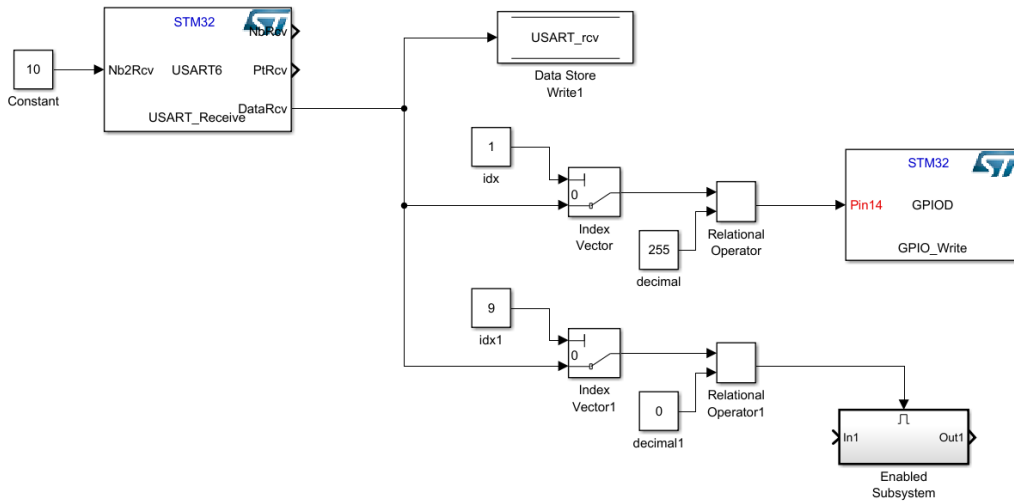 STM32
NbRcv
10
Nb2Rcv
USART6
PtRcv
Constant
DataRcv
USART_Receive
USART_rcv
Data Store
Write1
1
idx
0
Index
Vector
255
decimal
Relational
Operator
STM32
Pin14
GPIOD
GPIO_Write
9
idx1
0
Index
Vector1
0
decimal1
Relational
Operator1
In1
Out1
Enabled
Subsystem